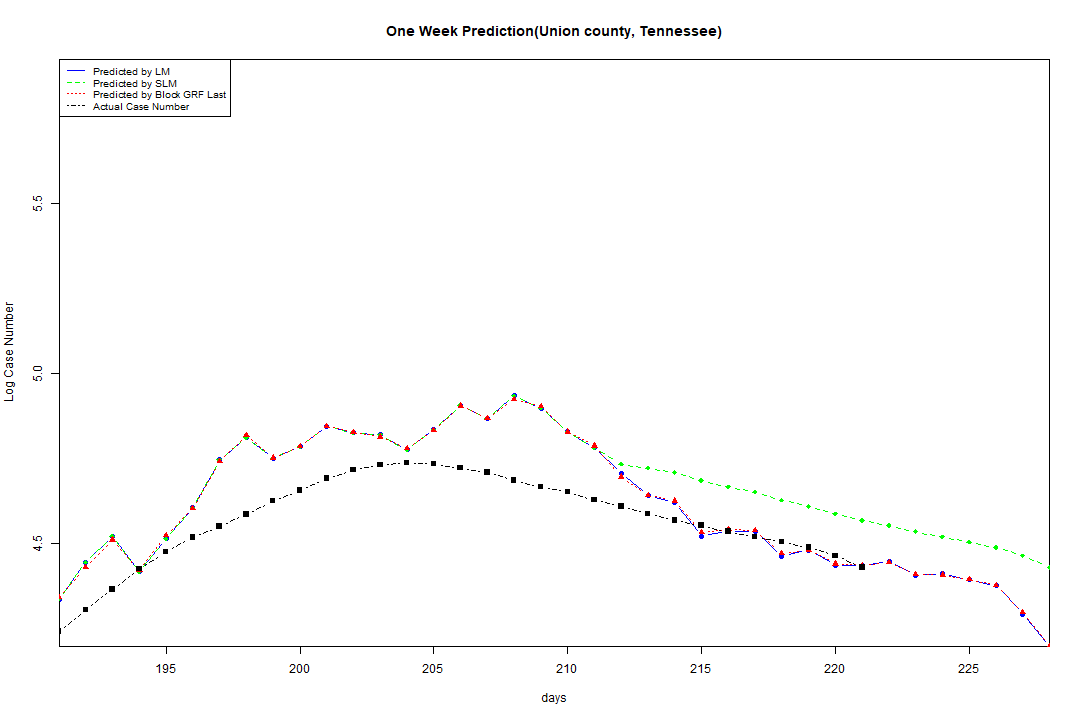 One Week Prediction(Union county, Tennessee)
Predicted by LM
Predicted by SLM
Predicted by Block GRF Last
Actual Case Number
5.5
5.0
4.5
Log Case Number
195 200 205 210 215 220 225
days